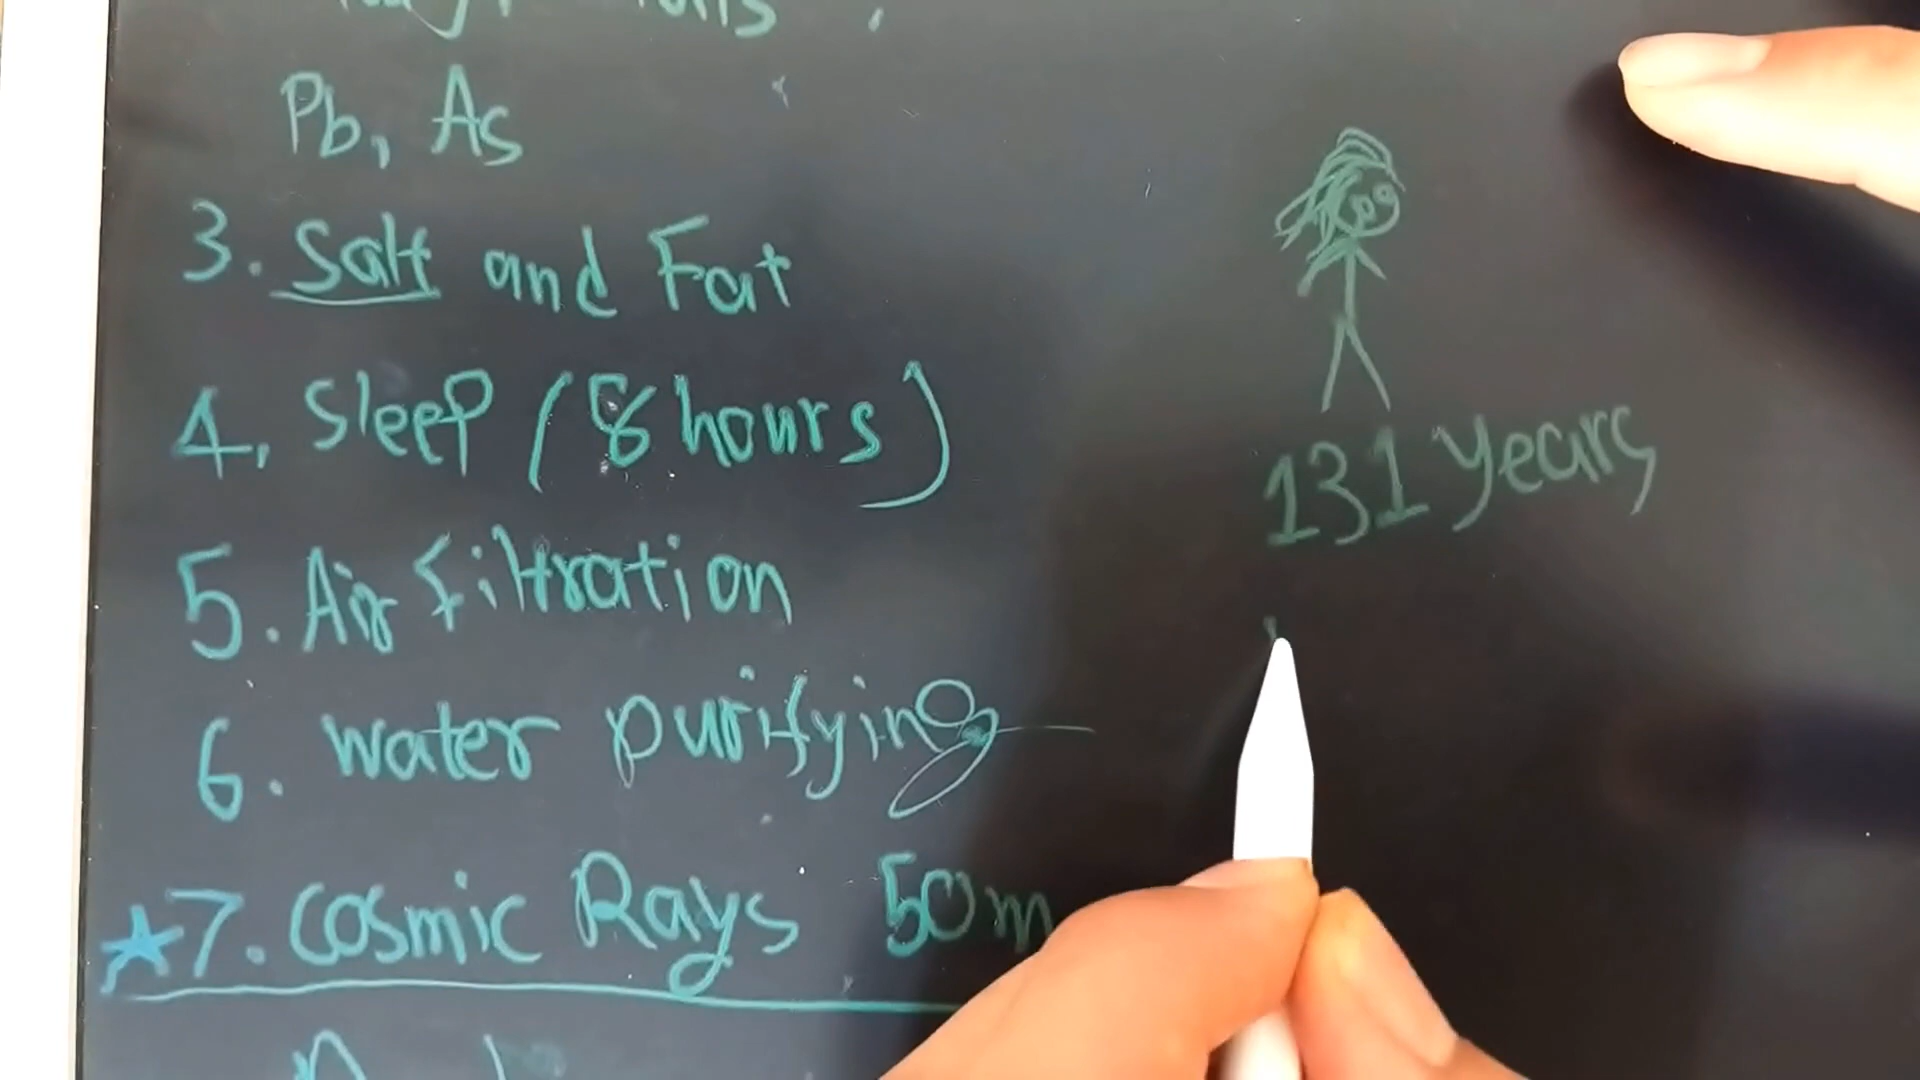 Pb, As
3. Salt and Fat
4. Sleep (8 hours)
5. Air filtration
6. water purifying
7. Cosmic Rays 50m
131 years